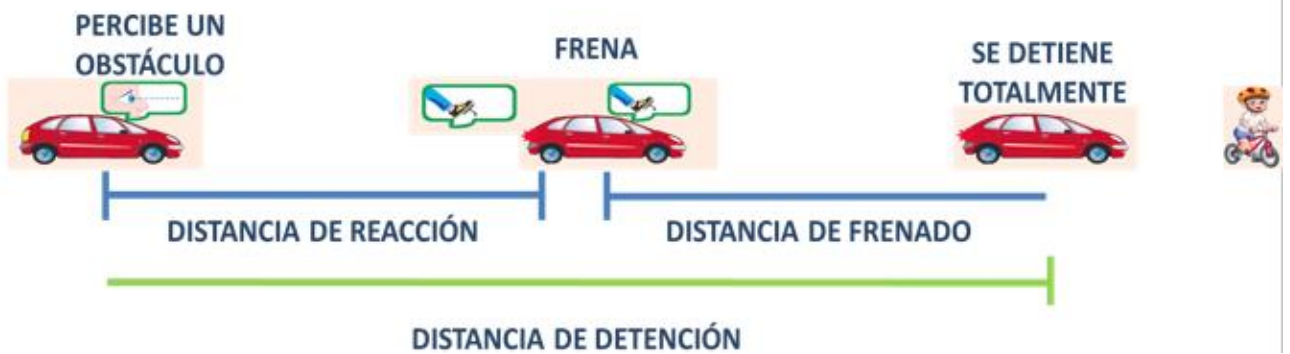 PERCIBE UN
OBSTÁCULO
FRENA
SE DETIENE
TOTALMENTE
DISTANCIA DE REACCIÓN
DISTANCIA DE FRENADO
DISTANCIA DE DETENCIÓN